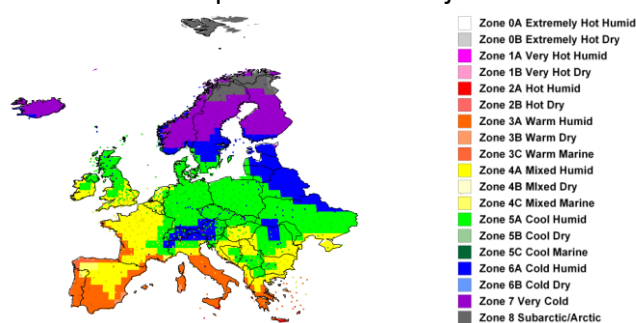 Zone 0A Extremely Hot Humid
Zone 0B Extremely Hot Dry
Zone 1A Very Hot Humid
Zone 1B Very Hot Dry
Zone 2A Hot Humid
Zone 2B Hot Dry
Zone 3A Warm Humid
Zone 3B Warm Dry
Zone 3C Warm Marine
Zone 4A Mixed Humid
Zone 4B Mixed Dry
Zone 4C Mixed Marine
Zone 5A Cool Humid
Zone 5B Cool Dry
Zone 5C Cool Marine
Zone 6A Cold Humid
Zone 6B Cold Dry
Zone 7 Very Cold
Zone 8 Subarctic/Arctic